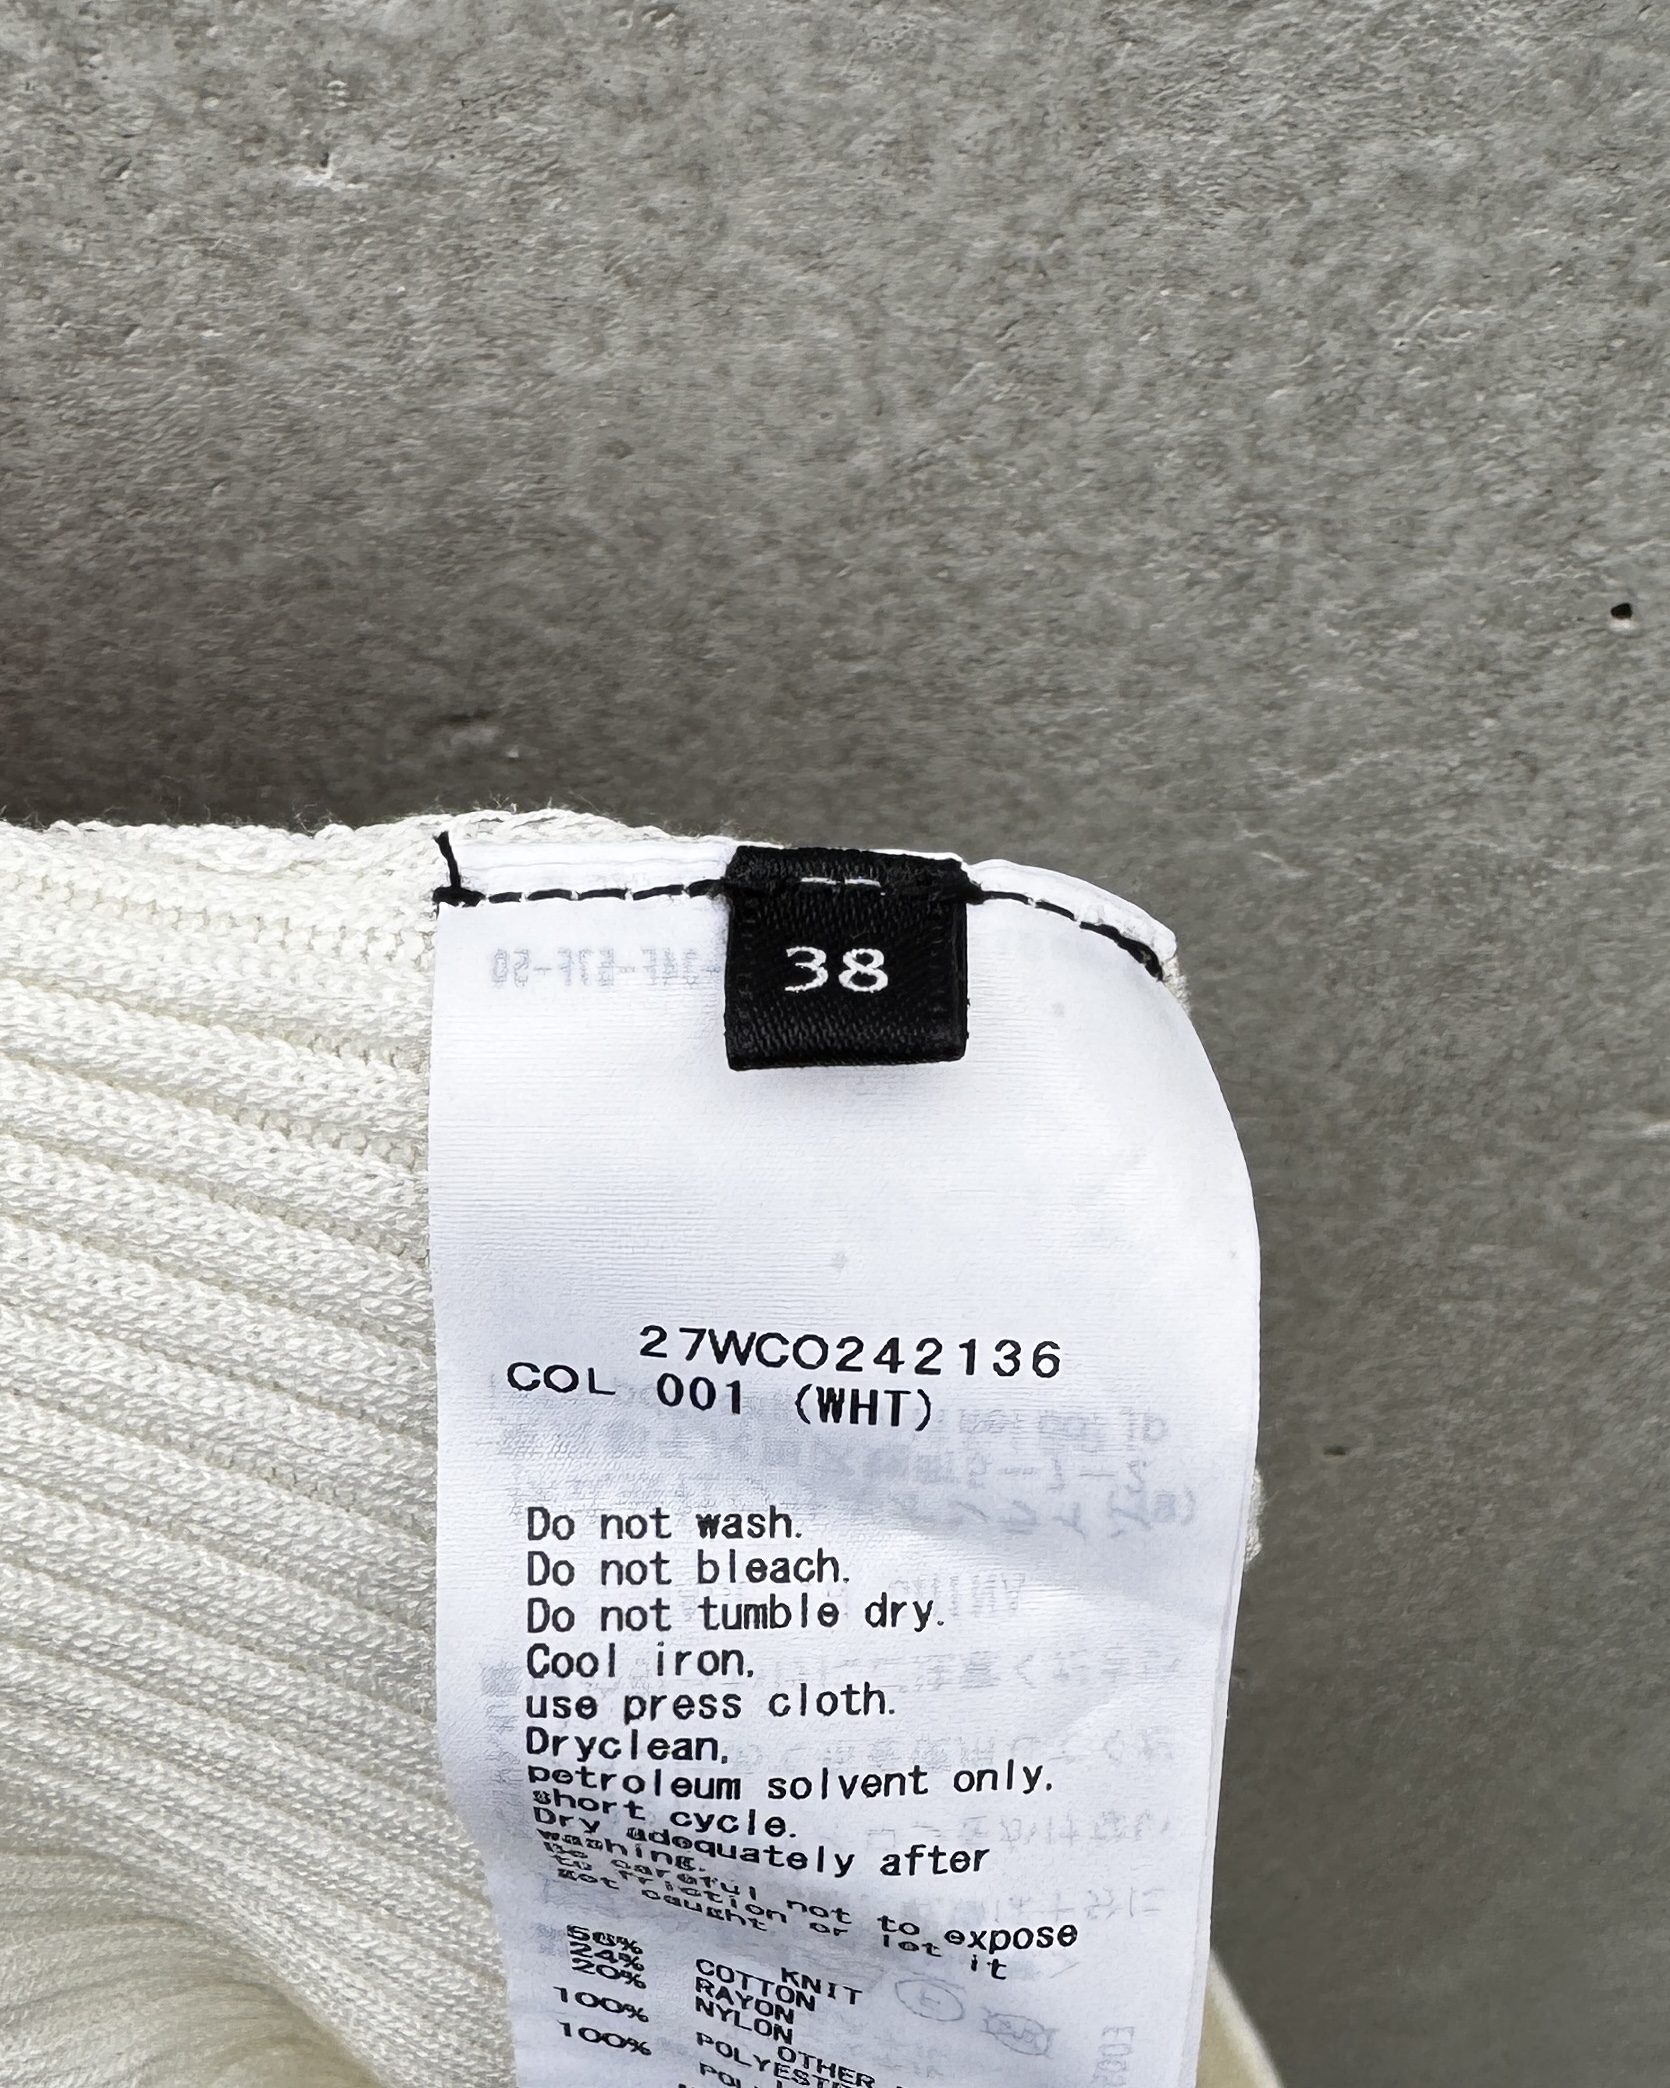 38
27WCO242136
COL 001 (WHT)
Do not wash.
Do not bleach.
Do not tumble dry.
Cool iron,
use press cloth.
Dryclean,
petroleum solvent only,
short cycle.
Dry adequately after
washing.
Be careful not to expose
to friction or let it
get caught
KNIT
56% COTTON
24% RAYON
20% NYLON
OTHER
100%
100%